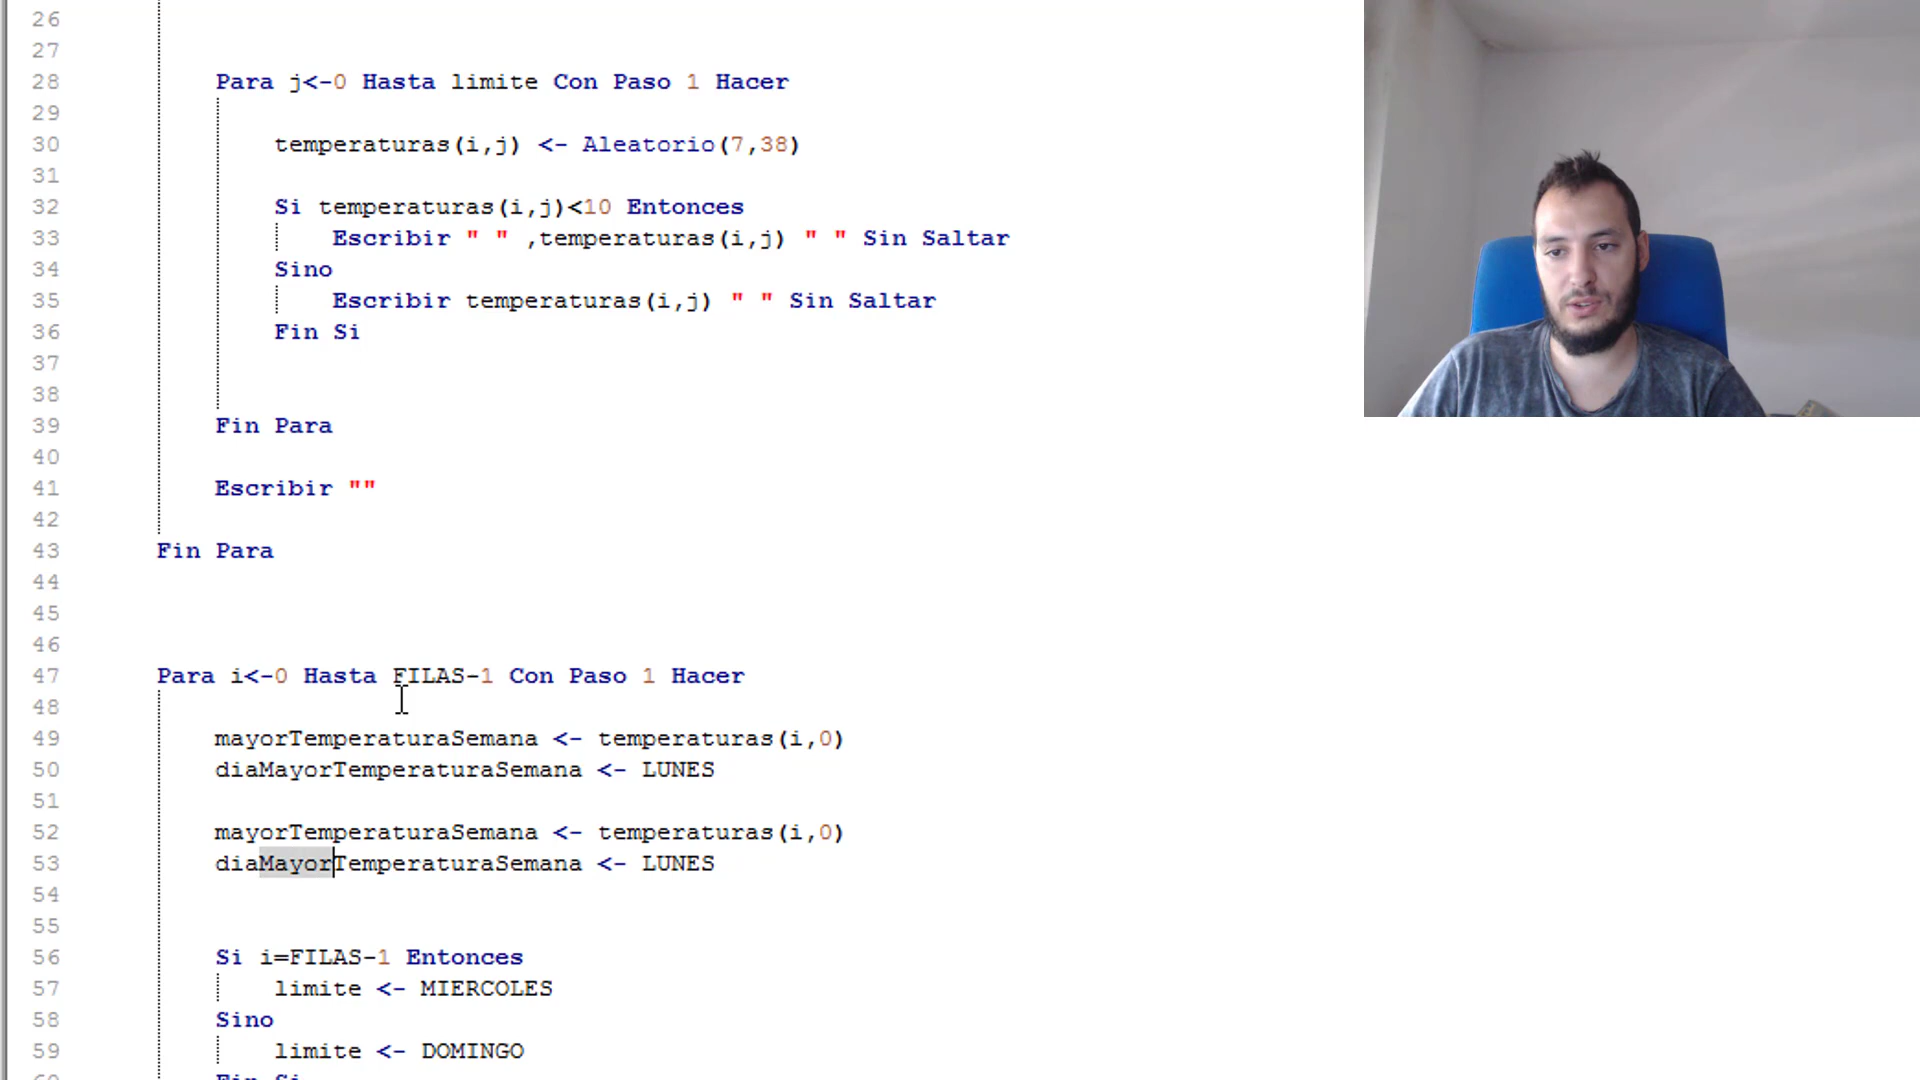 26
27
28 Para j<-0 Hasta limite Con Paso 1 Hacer
29
30 temperaturas(i,j) <- Aleatorio(7,38)
31
32 Si temperaturas(i,j)<10 Entonces
33 Escribir " " ,temperaturas(i,j) " " Sin Saltar
34 Sino
35 Escribir temperaturas(i,j) " " Sin Saltar
36 Fin Si
37
38
39 Fin Para
40
41 Escribir ""
42
43 Fin Para
44
45
46
47 Para i<-0 Hasta FILAS-1 Con Paso 1 Hacer
48
49 mayorTemperaturaSemana <- temperaturas(i,0)
50 diaMayorTemperaturaSemana <- LUNES
51
52 mayorTemperaturaSemana <- temperaturas(i,0)
53 diaMayorTemperaturaSemana <- LUNES
54
55
56 Si i=FILAS-1 Entonces
57 limite <- MIERCOLES
58 Sino
59 limite <- DOMINGO
60 Fin Si